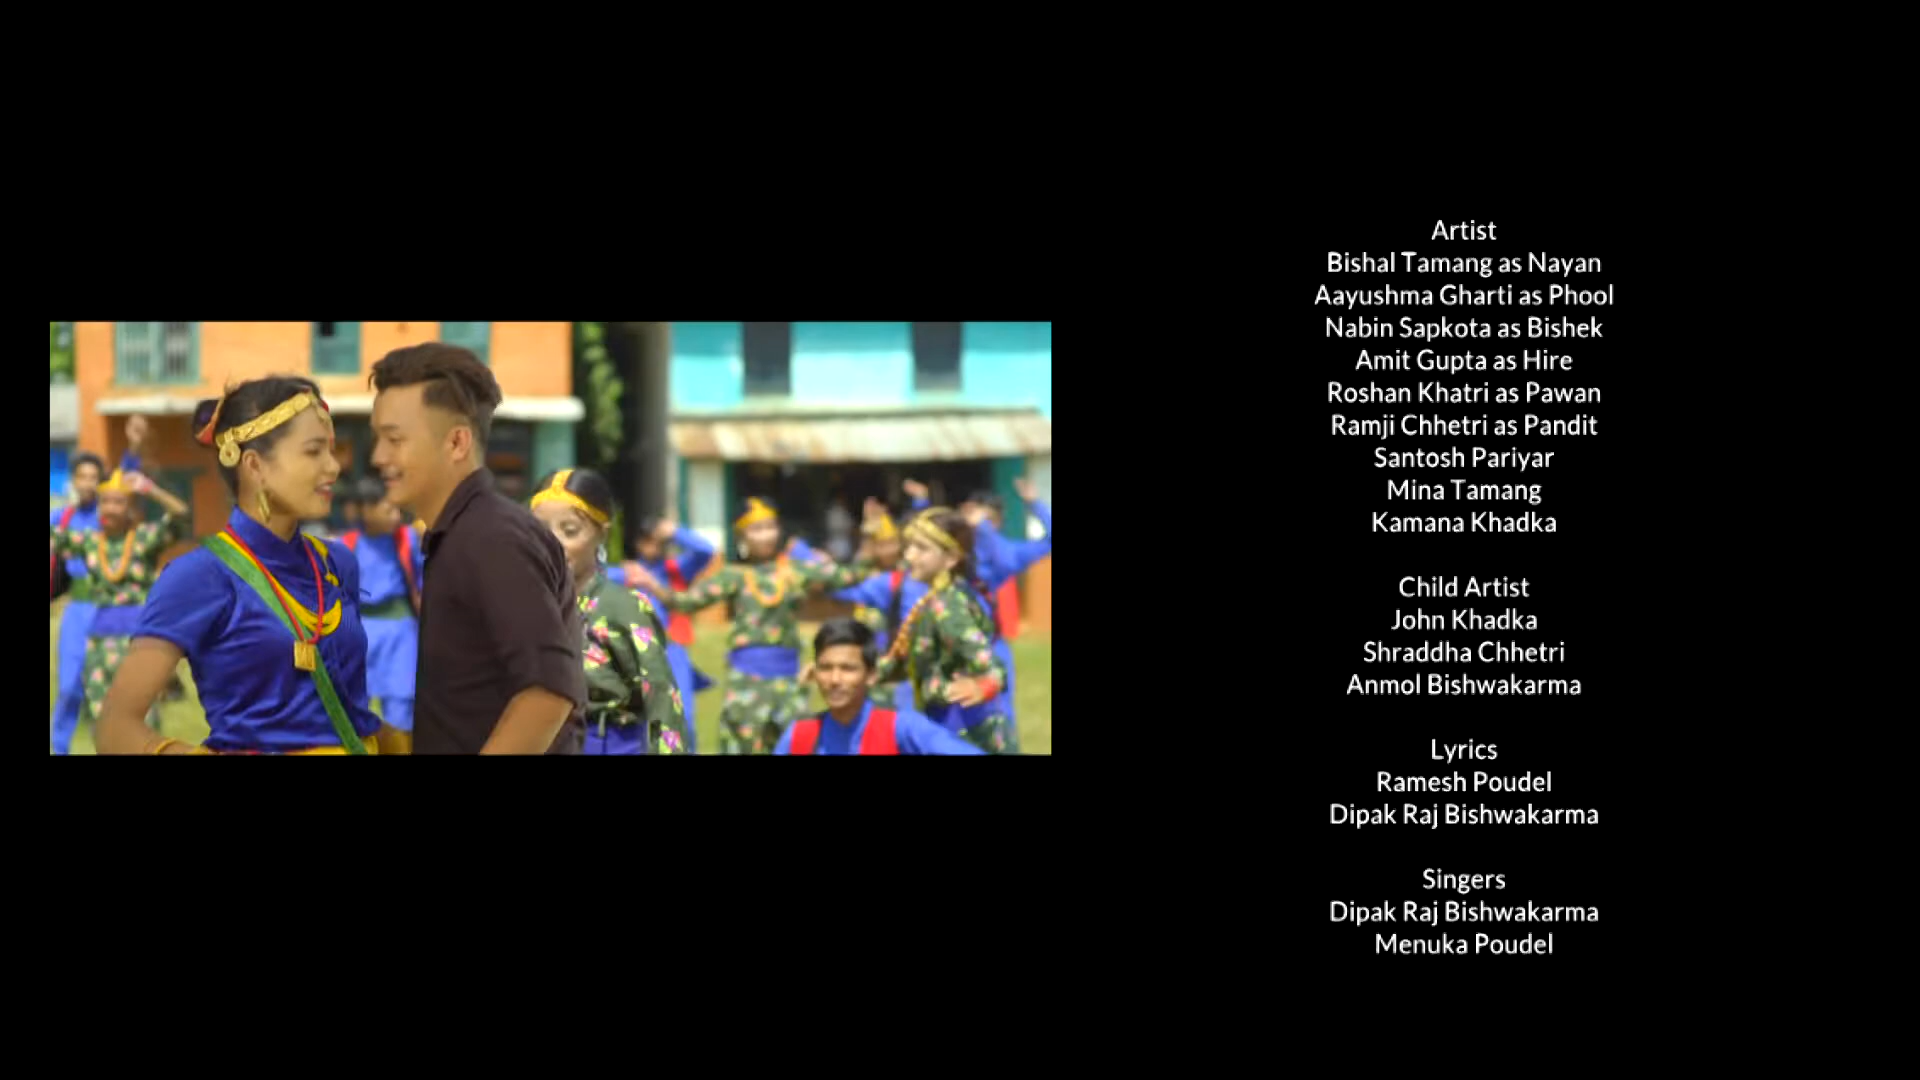 Artist
Bishal Tamang as Nayan
Aayushma Gharti as Phool
Nabin Sapkota as Bishek
Amit Gupta as Hire
Roshan Khatri as Pawan
Ramji Chhetri as Pandit
Santosh Pariyar
Mina Tamang
Kamana Khadka
Child Artist
John Khadka
Shraddha Chhetri
Anmol Bishwakarma
Lyrics
Ramesh Poudel
Dipak Raj Bishwakarma
Singers
Dipak Raj Bishwakarma
Menuka Poudel